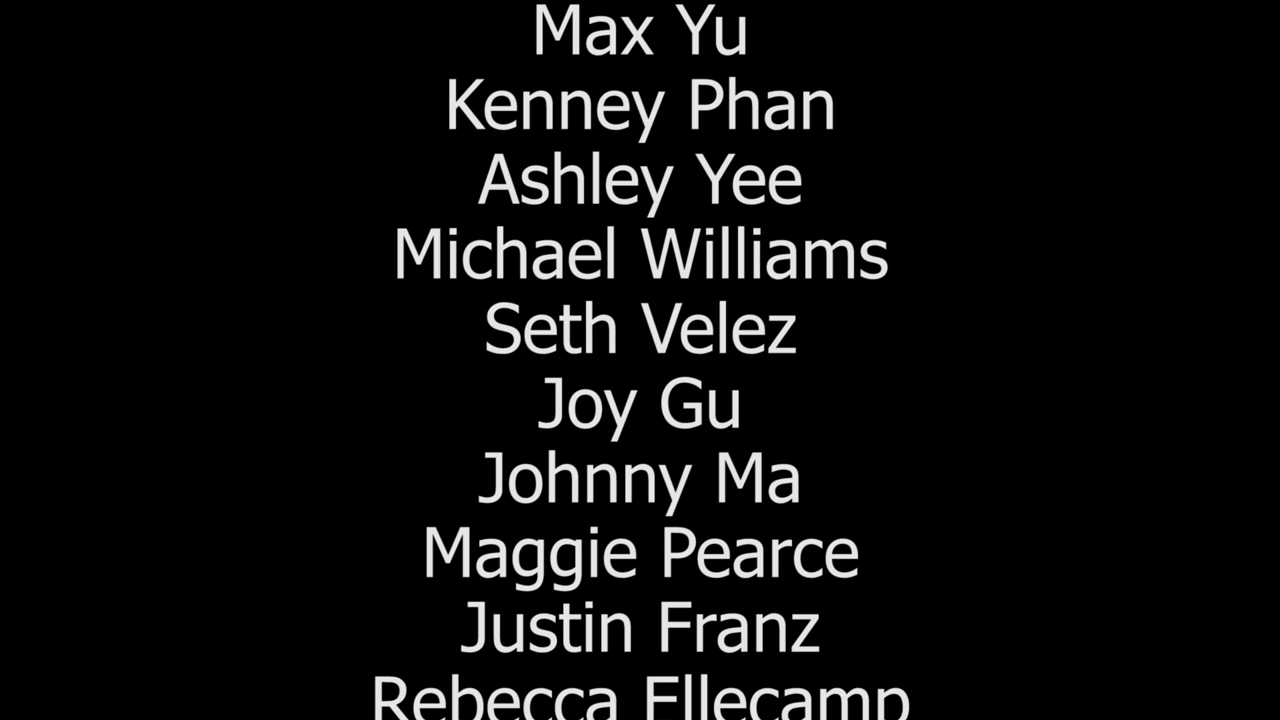 Max Yu
Kenney Phan
Ashley Yee
Michael Williams
Seth Velez
Joy Gu
Johnny Ma
Maggie Pearce
Justin Franz
Rebecca Ellecamp